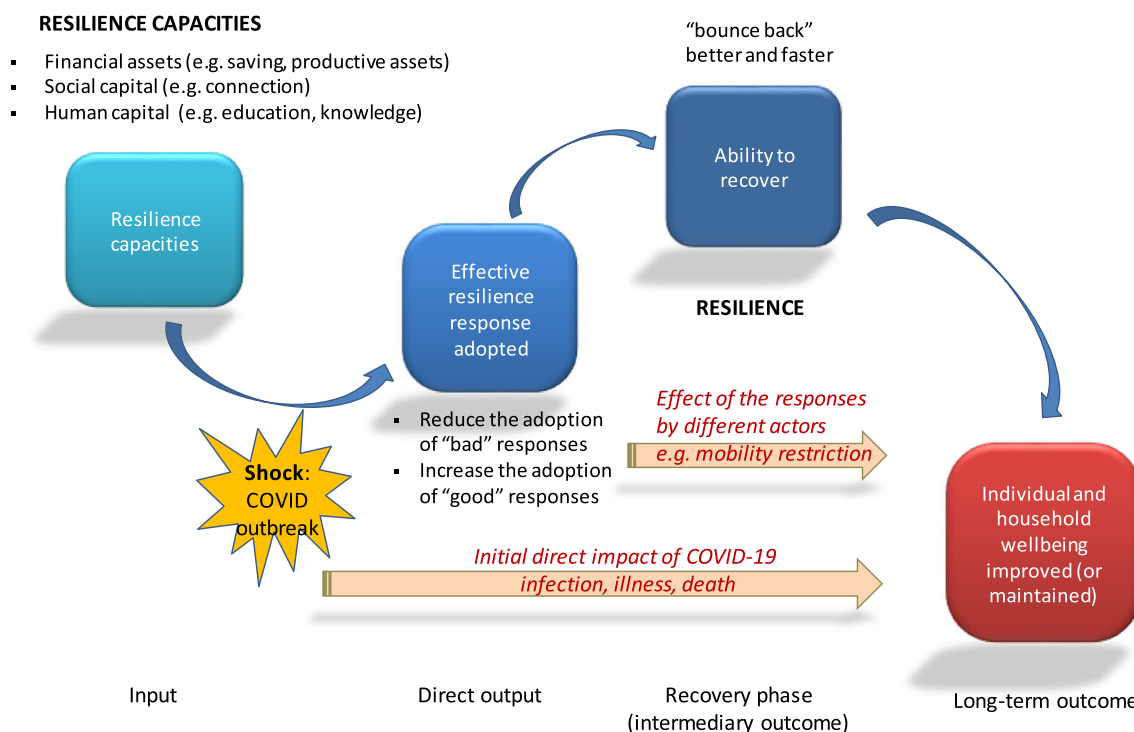 RESILIENCE CAPACITIES
▪ Financial assets (e.g. saving, productive assets)
▪ Social capital (e.g. connection)
▪ Human capital (e.g. education, knowledge)
"bounce back"
better and faster
Resilience
capacities
Effective
resilience
response
adopted
Ability to
recover
RESILIENCE
▪ Reduce the adoption
of "bad" responses
▪ Increase the adoption
of "good" responses
Effect of the responses
by different actors
e.g. mobility restriction
Shock:
COVID
outbreak
Initial direct impact of COVID-19
infection, illness, death
Individual and
household
wellbeing
improved (or
maintained)
Input
Direct output
Recovery phase
(intermediary outcome)
Long-term outcome